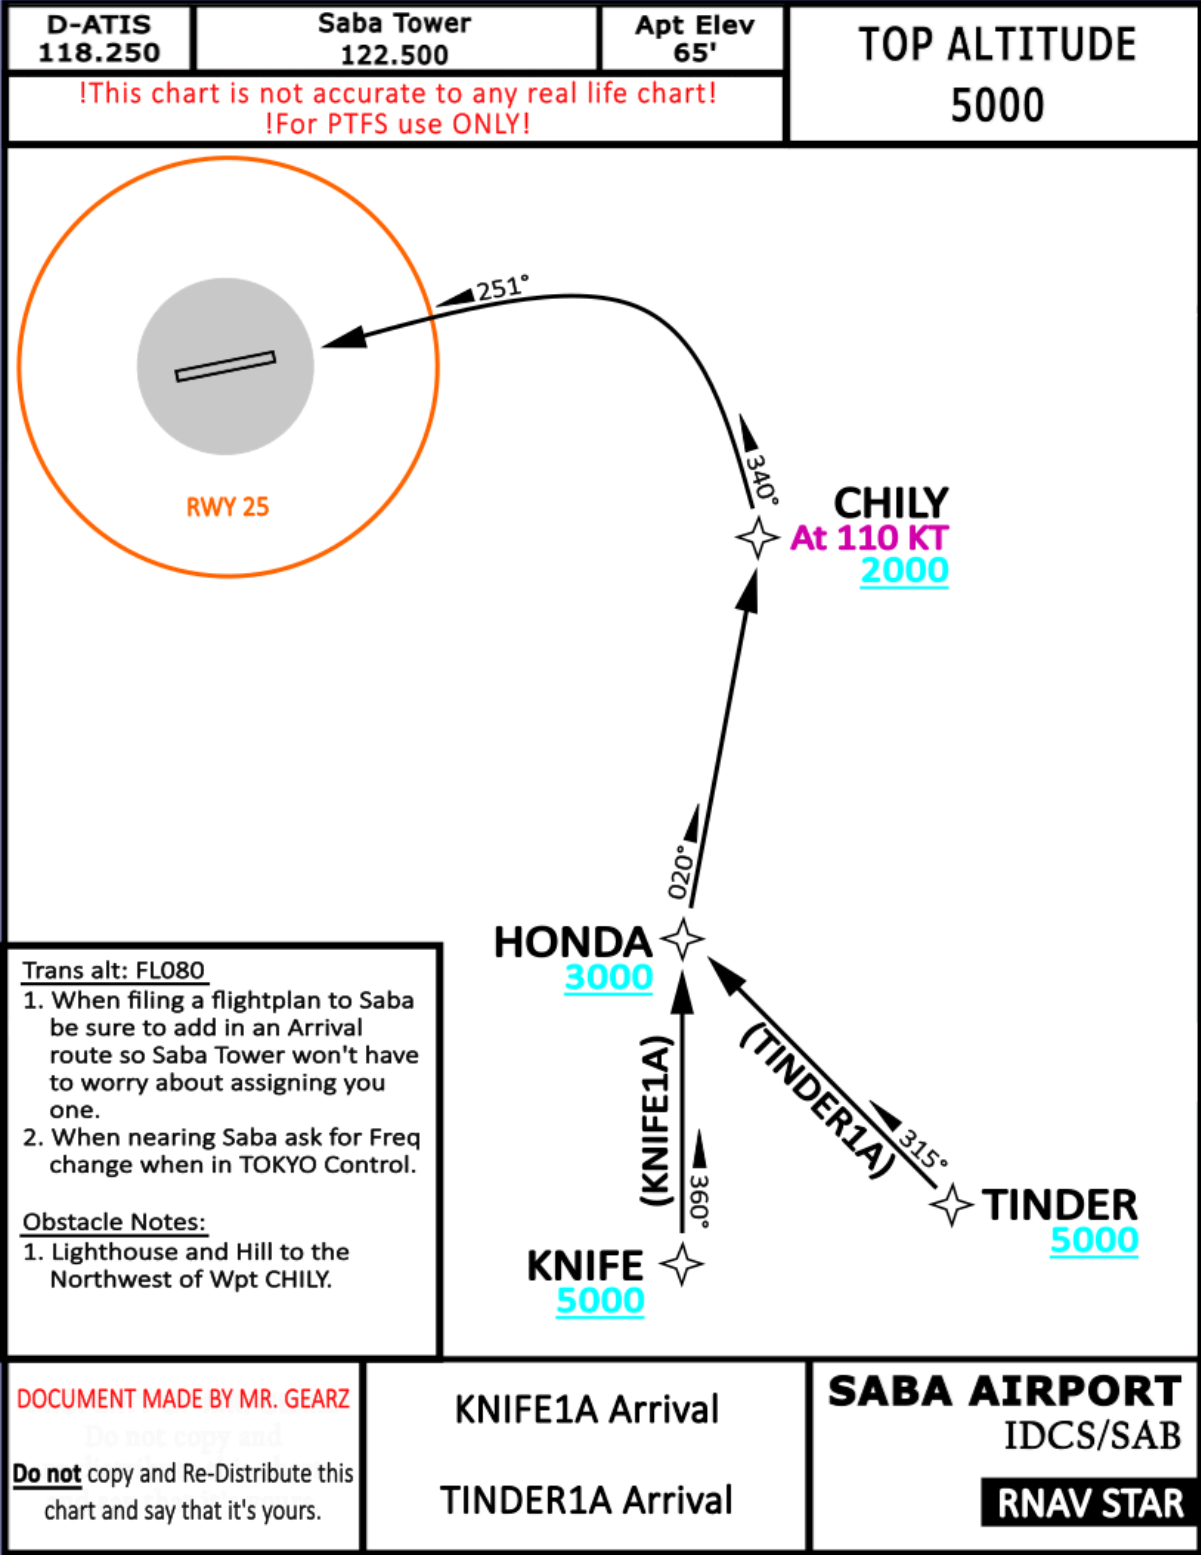 D-ATIS
118.250
Saba Tower
122.500
Apt Elev
65'
TOP ALTITUDE
5000
!This chart is not accurate to any real life chart!
!For PTFS use ONLY!
251°
RWY 25
340°
CHILY
At 110 KT
2000
020°
HONDA
3000
(KNIFE1A)
360°
(TINDER1A)
315°
TINDER
5000
KNIFE
5000
Trans alt: FL080
1. When filing a flightplan to Saba
be sure to add in an Arrival
route so Saba Tower won't have
to worry about assigning you
one.
2. When nearing Saba ask for Freq
change when in TOKYO Control.
Obstacle Notes:
1. Lighthouse and Hill to the
Northwest of Wpt CHILY.
DOCUMENT MADE BY MR. GEARZ
Do not copy and
Do not copy and Re-Distribute this
chart and say that it's yours.
KNIFE1A Arrival
TINDER1A Arrival
SABA AIRPORT
IDCS/SAB
RNAV STAR